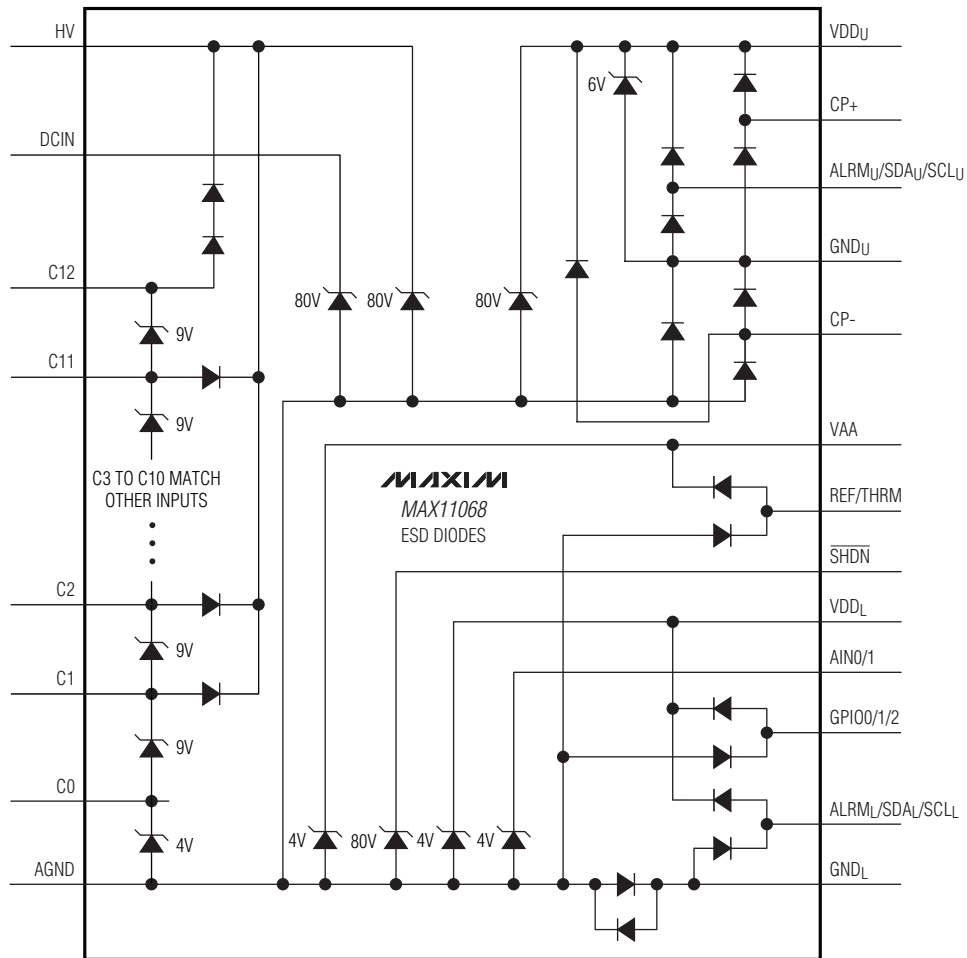 HV
VDDU
6V
CP+
DCIN
ALRMU/SDAU/SCLU
GNDU
C12
80V
80V
80V
9V
CP-
C11
9V
VAA
C3 TO C10 MATCH
OTHER INPUTS
MAXIM
MAX11068
ESD DIODES
REF/THRM
SHDN
C2
VDDL
9V
AIN0/1
C1
GPIO0/1/2
9V
C0
ALRML/SDAL/SCLL
4V
4V
80V
4V
4V
AGND
GNDL